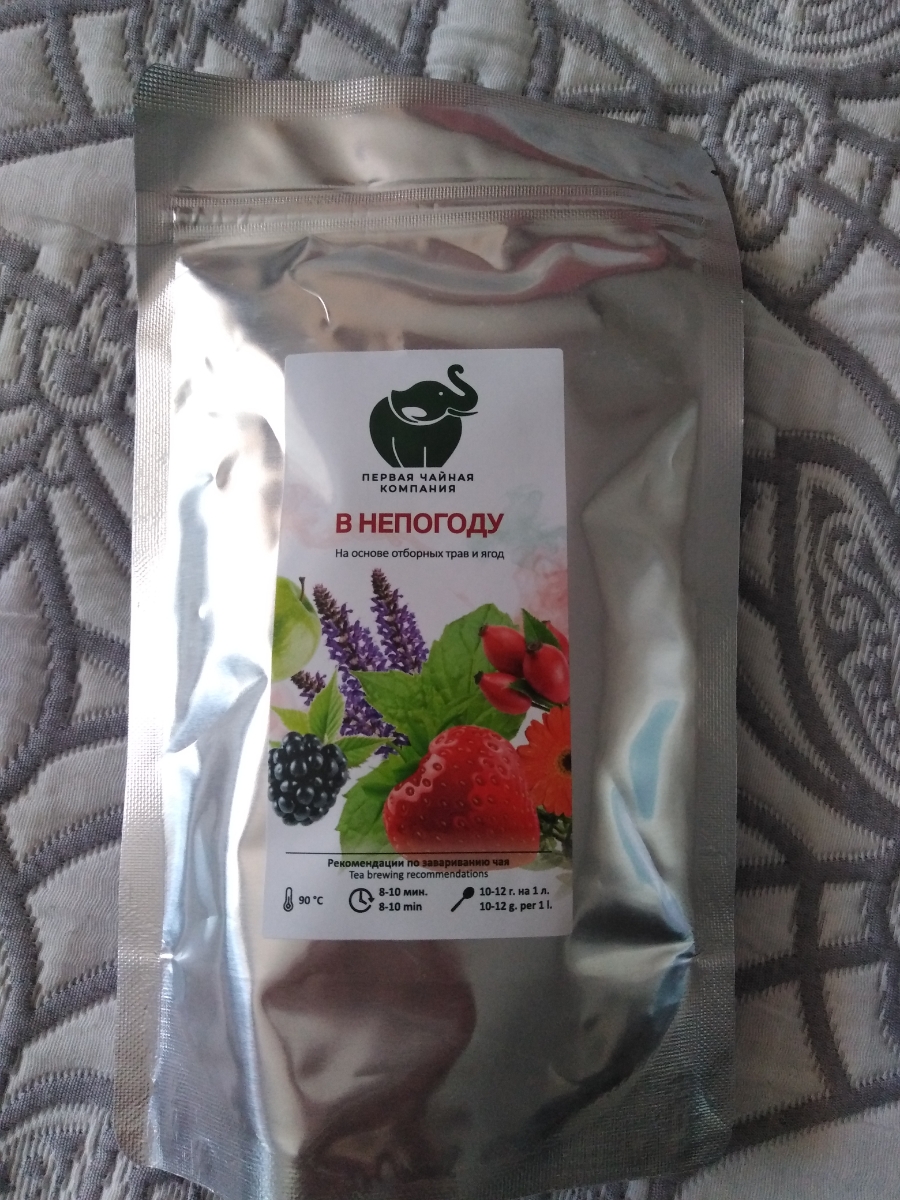 ПЕРВАЯ ЧАЙНАЯ
КОМПАНИЯ
В НЕПОГОДУ
На основе отборных трав и ягод
Рекомендации по завариванию чая
Tea brewing recommendations
90 °C
8-10 мин.
8-10 min
10-12 г. на 1 л.
10-12 g. per 1 l.